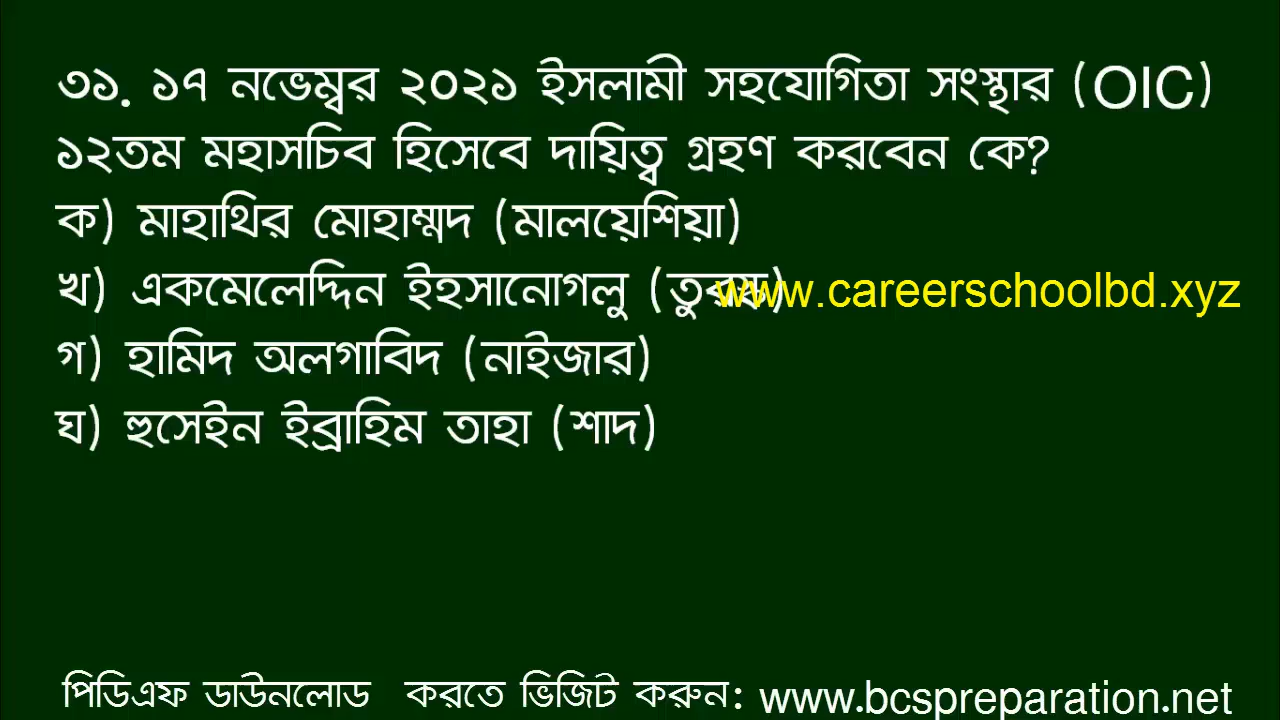 ৩১. ১৭ নভেম্বর ২০২১ ইসলামী সহযোগিতা সংস্থার (OIC)
১২তম মহাসচিব হিসেবে দায়িত্ব গ্রহণ করবেন কে?
ক) মাহাথির মোহাম্মদ (মালয়েশিয়া)
খ) একমেলেদ্দিন ইহসানোগলু (তুরস্ক)
www.careerschoolbd.xyz
গ) হামিদ অলগাবিদ (নাইজার)
ঘ) হুসেইন ইব্রাহিম তাহা (শাদ)
পিডিএফ ডাউনলোড করতে ভিজিট করুন: www.bcspreparation.net